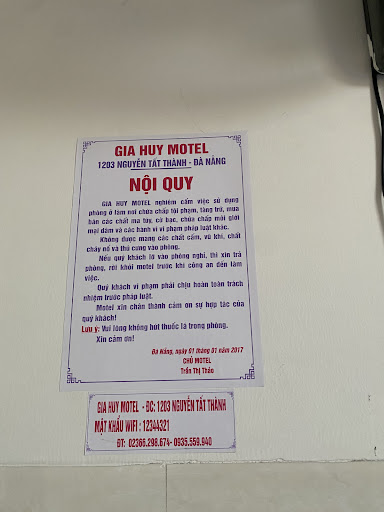 GIA HUY MOTEL
1203 NGUYỄN TẤT THÀNH - ĐÀ NẴNG
NỘI QUY
GIA HUY MOTEL nghiêm cấm việc sử dụng
phòng ở làm nơi chứa chấp tội phạm, tàng trữ, mua
bán các chất ma túy, cờ bạc, chứa chấp môi giới
mại dâm và các hành vi vi phạm pháp luật khác.
Không được mang các chất cấm, vũ khí, chất
cháy nổ và thú cưng vào phòng.
Nếu quý khách lỡ vào phòng nghỉ, thì xin trả
phòng, rời khỏi motel trước khi công an đến làm
việc.
Quý khách vi phạm phải chịu hoàn toàn trách
nhiệm trước pháp luật.
Motel xin chân thành cảm ơn sự hợp tác của
quý khách!
Lưu ý: Vui lòng không hút thuốc lá trong phòng.
Xin cảm ơn!
Đà Nẵng, ngày 01 tháng 01 năm 2017
CHỦ MOTEL
Trần Thị Thảo
GIA HUY MOTEL - ĐC: 1203 NGUYỄN TẤT THÀNH
MẬT KHẨU WIFI : 12344321
ĐT: 02366.298.674- 0935.559.940